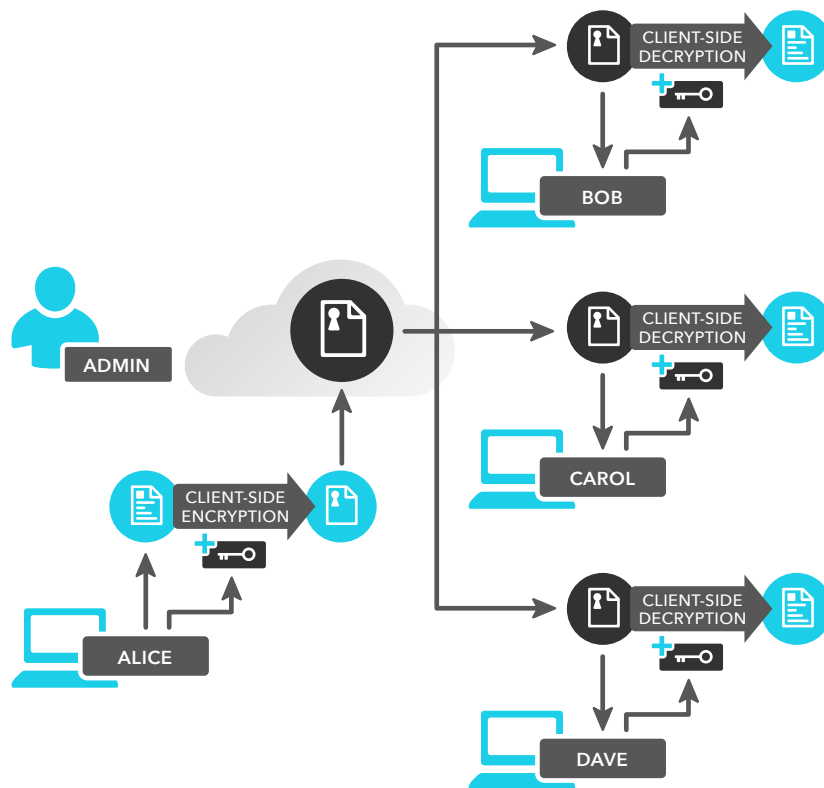 CLIENT-SIDE
DECRYPTION
BOB
ADMIN
CLIENT-SIDE
DECRYPTION
CAROL
CLIENT-SIDE
ENCRYPTION
ALICE
CLIENT-SIDE
DECRYPTION
DAVE